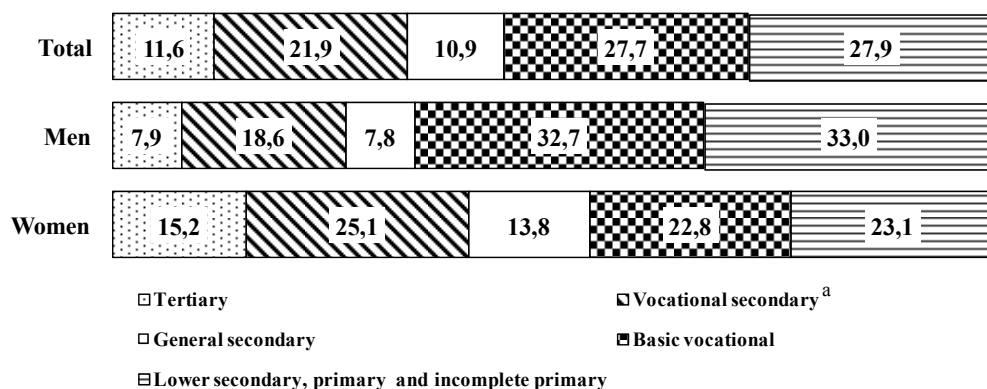 Total 11,6 21,9 10,9 27,7 27,9
Men 7,9 18,6 7,8 32,7 33,0
Women 15,2 25,1 13,8 22,8 23,1
Tertiary Vocational secondary a
General secondary Basic vocational
Lower secondary, primary and incomplete primary